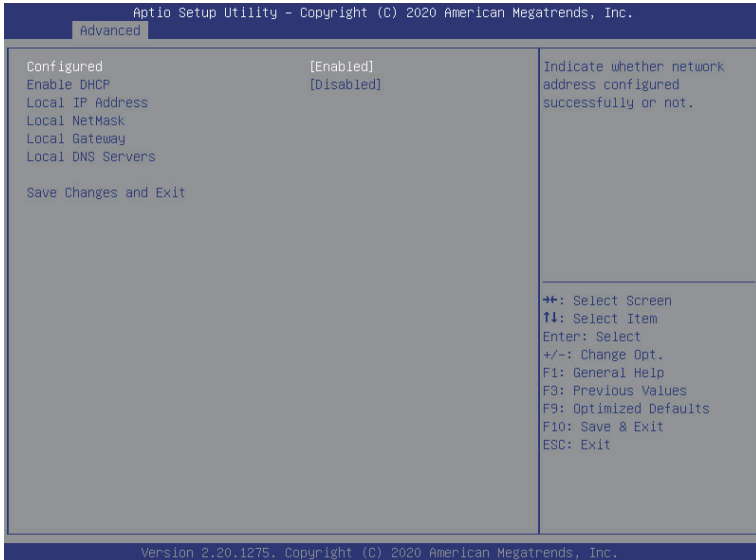 Aptio Setup Utility – Copyright (C) 2020 American Megatrends, Inc.
Advanced
Configured [Enabled]
Enable DHCP [Disabled]
Local IP Address
Local NetMask
Local Gateway
Local DNS Servers
Save Changes and Exit
Indicate whether network
address configured
successfully or not.
→←: Select Screen
↑↓: Select Item
Enter: Select
+/-: Change Opt.
F1: General Help
F3: Previous Values
F9: Optimized Defaults
F10: Save & Exit
ESC: Exit
Version 2.20.1275. Copyright (C) 2020 American Megatrends, Inc.